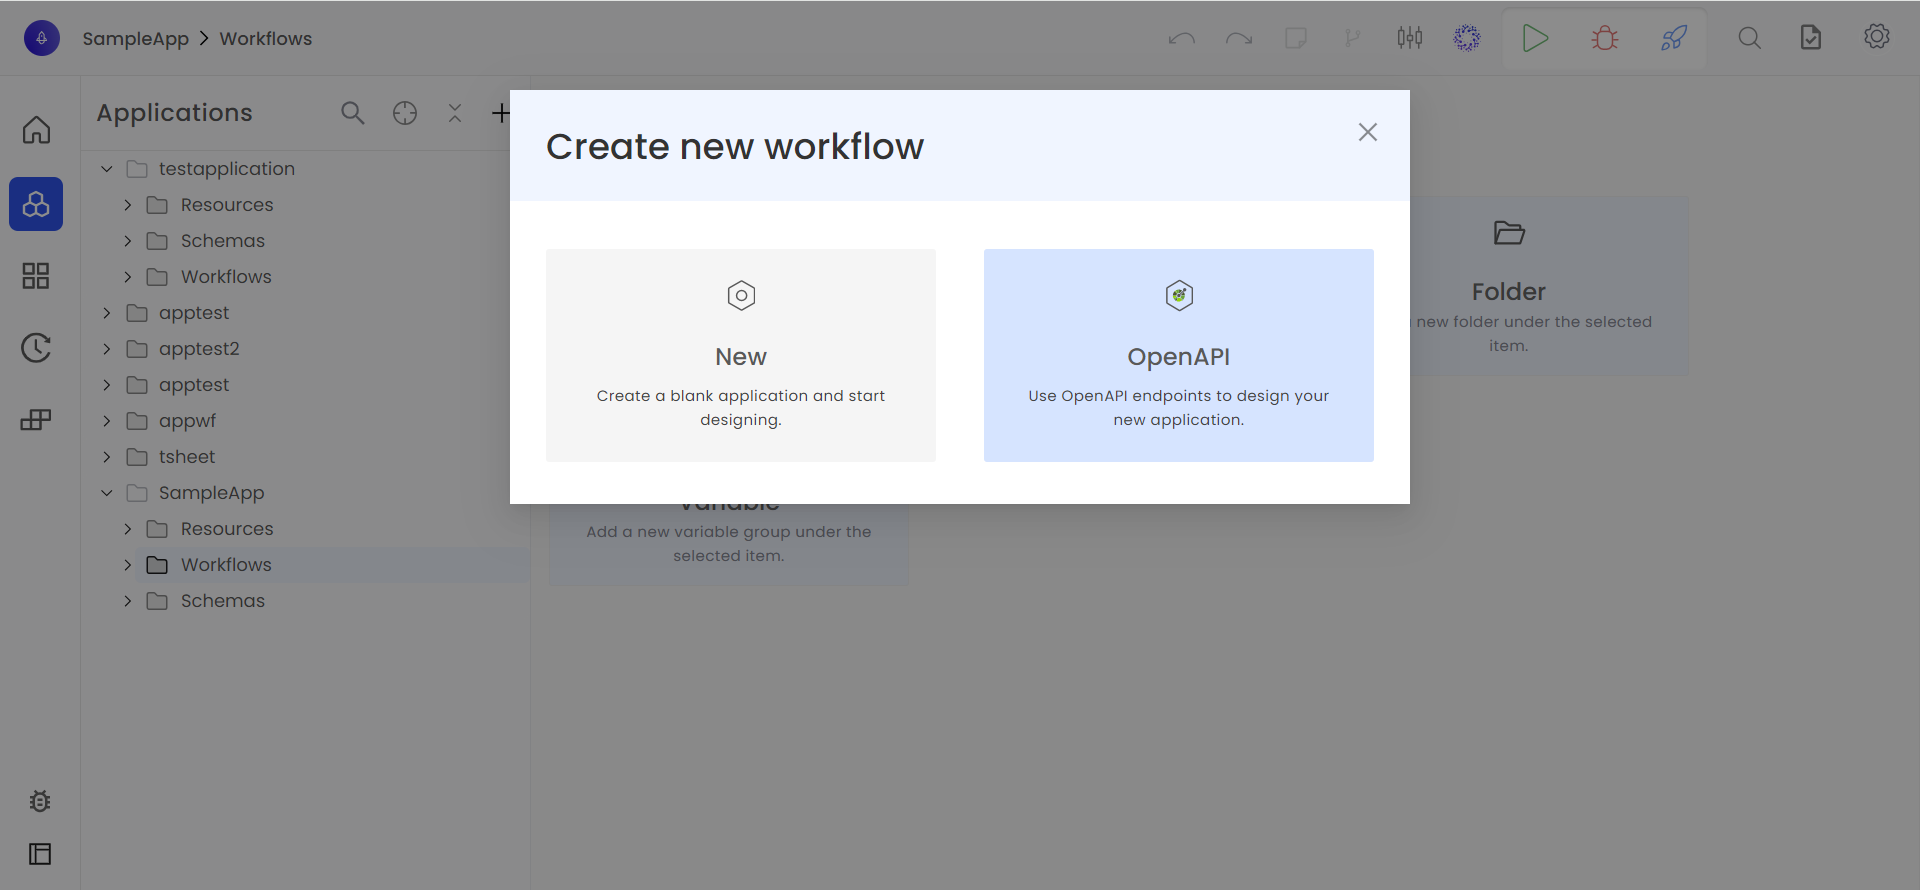 SampleApp > Workflows
Applications
testapplication
Resources
Schemas
Workflows
apptest
apptest2
apptest
appwf
tsheet
SampleApp
Resources
Workflows
Schemas
Create new workflow
New
Create a blank application and start
designing.
OpenAPI
Use OpenAPI endpoints to design your
new application.
Folder
new folder under the selected
item.
Variable
Add a new variable group under the
selected item.